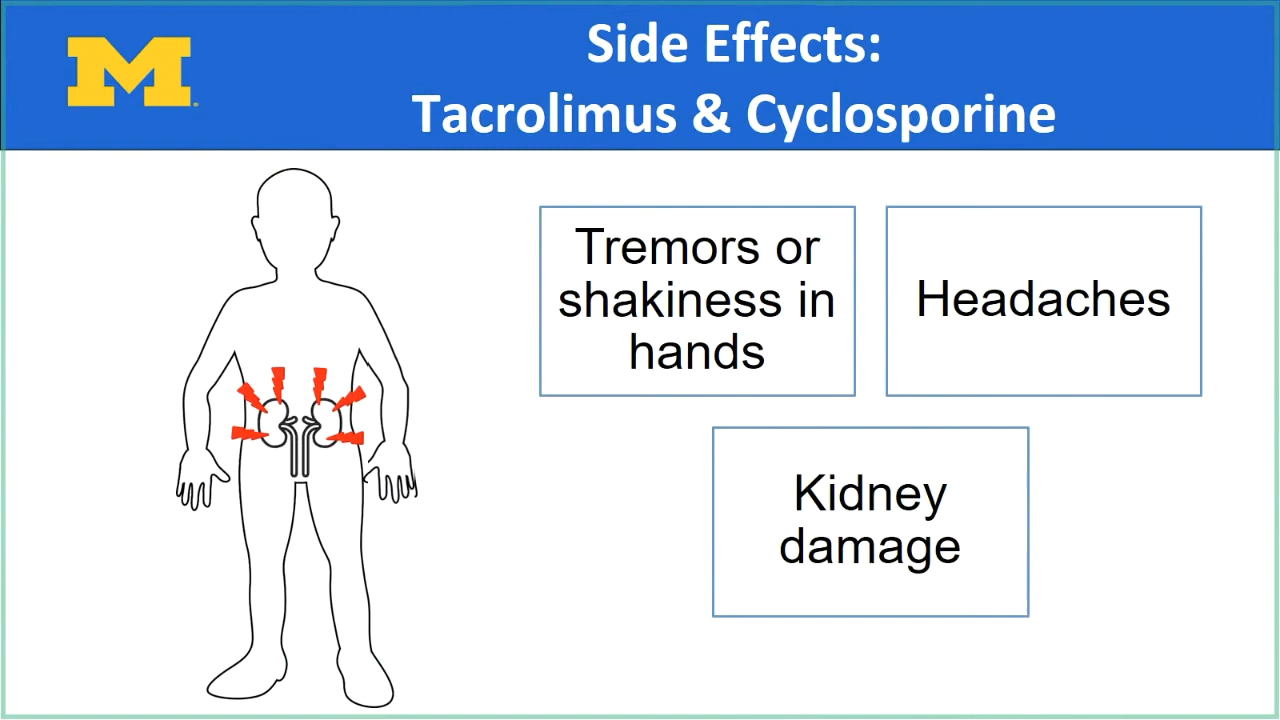 M
Side Effects:
Tacrolimus & Cyclosporine
Tremors or
shakiness in
hands
Headaches
Kidney
damage